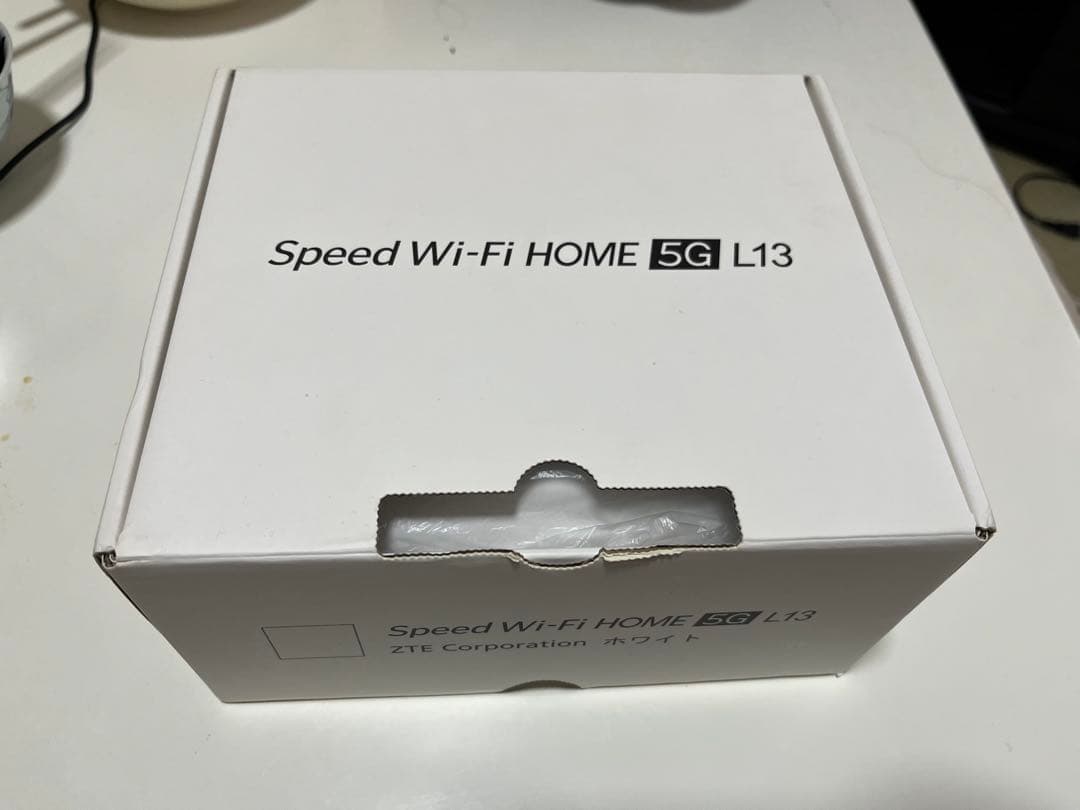 Speed Wi-Fi HOME 5G L13
Speed Wi-Fi HOME 5G L13
ZTE Corporation ホワイト